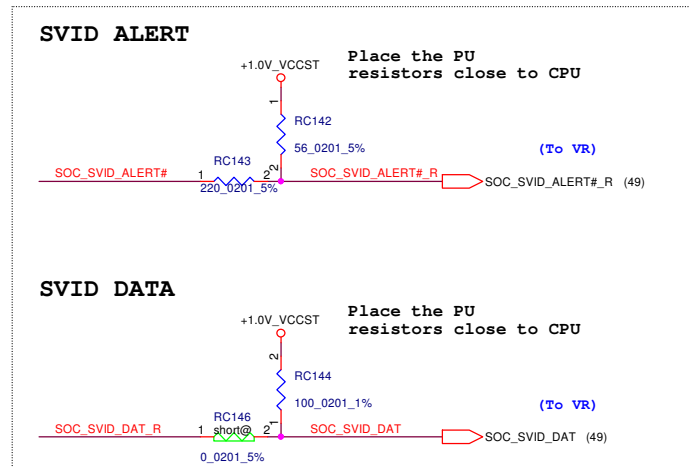 SVID ALERT
+1.0V_VCCST
Place the PU
resistors close to CPU
1
RC142
56_0201_5%
2
(To VR)
SOC_SVID_ALERT#
RC143
1
2
220_0201_5%
SOC_SVID_ALERT#_R
SOC_SVID_ALERT#_R (49)
SVID DATA
+1.0V_VCCST
Place the PU
resistors close to CPU
2
RC144
100_0201_1%
1
(To VR)
SOC_SVID_DAT_R
RC146
1
short@
2
0_0201_5%
SOC_SVID_DAT
SOC_SVID_DAT (49)